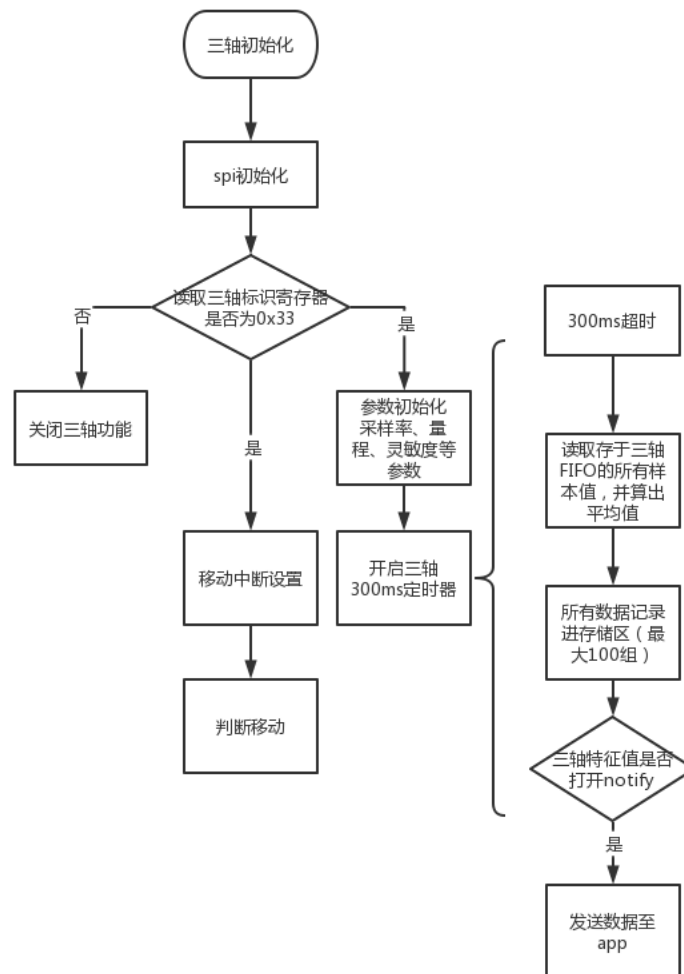 三轴初始化
spi初始化
读取三轴标识寄存器
是否为0x33
否
是
是
关闭三轴功能
参数初始化
采样率、量
程、灵敏度等
参数
移动中断设置
开启三轴
300ms定时器
判断移动
300ms超时
读取存于三轴
FIFO的所有样
本值，并算出
平均值
所有数据记录
进存储区（最
大100组）
三轴特征值是否
打开notify
是
发送数据至
app